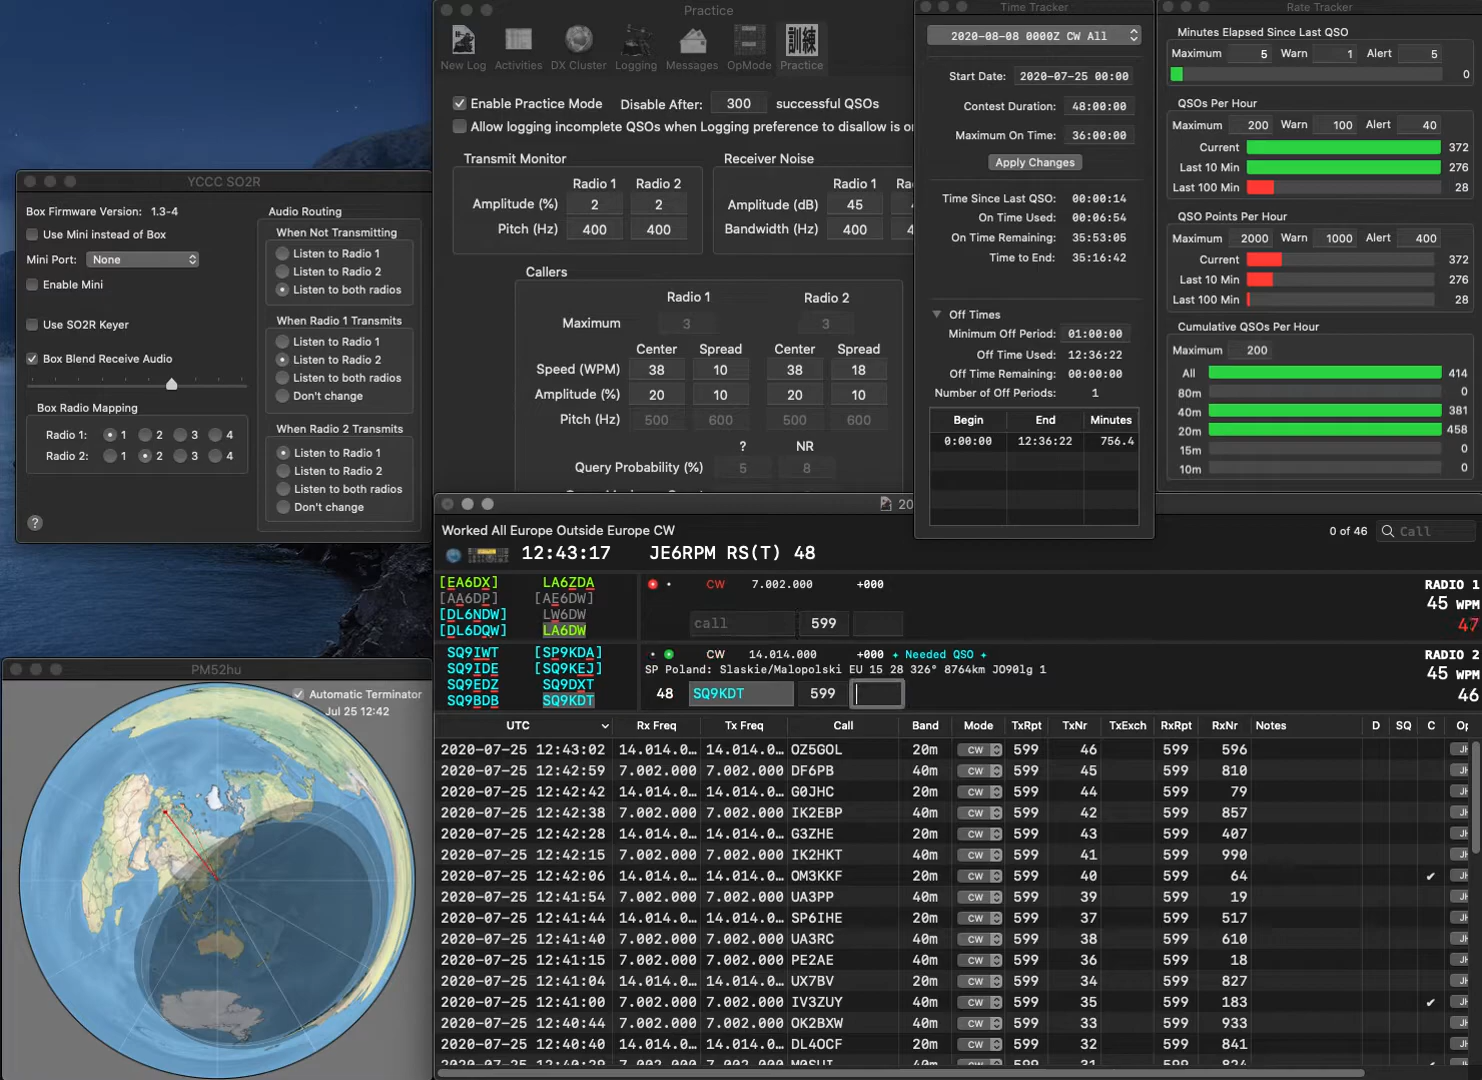 Practice
New Log Activities DX Cluster Logging Messages OpMode Practice
訓練
Enable Practice Mode Disable After: 300 successful QSOs
Allow logging incomplete QSOs when Logging preference to disallow is
Transmit Monitor
Radio 1 Radio 2
Amplitude (%) 2 2
Pitch (Hz) 400 400
Receiver Noise
Radio 1
Amplitude (dB) 45
Bandwidth (Hz) 400
Callers
Radio 1 Radio 2
Maximum 3 3
Center Spread Center Spread
Speed (WPM) 38 10 38 18
Amplitude (%) 20 10 20 10
Pitch (Hz) 500 600 500 600
? NR
Query Probability (%) 5 8
Time Tracker
2020-08-08 0000Z CW All
Start Date: 2020-07-25 00:00
Contest Duration: 48:00:00
Maximum On Time: 36:00:00
Apply Changes
Time Since Last QSO: 00:00:14
On Time Used: 00:06:54
On Time Remaining: 35:53:05
Time to End: 35:16:42
Off Times
Minimum Off Period: 01:00:00
Off Time Used: 12:36:22
Off Time Remaining: 00:00:00
Number of Off Periods: 1
Begin End Minutes
0:00:00 12:36:22 756.4
Rate Tracker
Minutes Elapsed Since Last QSO
Maximum 5 Warn 1 Alert 5
0
QSOs Per Hour
Maximum 200 Warn 100 Alert 40
Current 372
Last 10 Min 276
Last 100 Min 28
QSO Points Per Hour
Maximum 2000 Warn 1000 Alert 400
Current 372
Last 10 Min 276
Last 100 Min 28
Cumulative QSOs Per Hour
Maximum 200
All 414
80m 0
40m 381
20m 458
15m 0
10m 0
YCCC SO2R
Box Firmware Version: 1.3-4
Use Mini instead of Box
Mini Port: None
Enable Mini
Use SO2R Keyer
Box Blend Receive Audio
Box Radio Mapping
Radio 1: 1 2 3 4
Radio 2: 1 2 3 4
?
Audio Routing
When Not Transmitting
Listen to Radio 1
Listen to Radio 2
Listen to both radios
When Radio 1 Transmits
Listen to Radio 1
Listen to Radio 2
Listen to both radios
Don't change
When Radio 2 Transmits
Listen to Radio 1
Listen to Radio 2
Listen to both radios
Don't change
PM52hu
Automatic Terminator
Jul 25 12:42
20
Worked All Europe Outside Europe CW
0 of 46 Call
12:43:17 JE6RPM RS(T) 48
[EA6DX] LA6ZDA
[AA6DP] [AE6DW]
[DL6NDW] LW6DW
[DL6DQW] LA6DW
CW 7.002.000 +000
call 599
RADIO 1
45 WPM
47
SQ9IWT [SP9KDA]
SQ9IDE [SQ9KEJ]
SQ9EDZ SQ9DXT
SQ9BDB SQ9KDT
CW 14.014.000 +000 + Needed QSO +
SP Poland: Slaskie/Malopolski EU 15 28 326° 8764km JO90lg 1
48 SQ9KDT 599
RADIO 2
45 WPM
46
UTC Rx Freq Tx Freq Call Band Mode TxRpt TxNr TxExch RxRpt RxNr Notes D SQ C Op
2020-07-25 12:43:02 14.014.0… 14.014.0… OZ5GOL 20m CW 599 46 599 596
2020-07-25 12:42:59 7.002.000 7.002.000 DF6PB 40m CW 599 45 599 810
2020-07-25 12:42:42 7.002.000 7.002.000 G0JHC 40m CW 599 44 599 79
2020-07-25 12:42:38 7.002.000 7.002.000 IK2EBP 40m CW 599 42 599 857
2020-07-25 12:42:28 14.014.0… 14.014.0… G3ZHE 20m CW 599 43 599 407
2020-07-25 12:42:15 14.014.0… 14.014.0… IK2HKT 20m CW 599 41 599 990
2020-07-25 12:42:06 14.014.0… 14.014.0… OM3KKF 20m CW 599 40 599 64 ✓
2020-07-25 12:41:54 7.002.000 7.002.000 UA3PP 40m CW 599 39 599 19
2020-07-25 12:41:44 14.014.0… 14.014.0… SP6IHE 20m CW 599 37 599 517
2020-07-25 12:41:40 7.002.000 7.002.000 UA3RC 40m CW 599 38 599 610
2020-07-25 12:41:15 7.002.000 7.002.000 PE2AE 40m CW 599 36 599 18
2020-07-25 12:41:04 14.014.0… 14.014.0… UX7BV 20m CW 599 34 599 827
2020-07-25 12:41:00 7.002.000 7.002.000 IV3ZUY 40m CW 599 35 599 183 ✓
2020-07-25 12:40:44 7.002.000 7.002.000 OK2BXW 40m CW 599 33 599 933
2020-07-25 12:40:40 14.014.0… 14.014.0… DL4OCF 20m CW 599 32 599 841